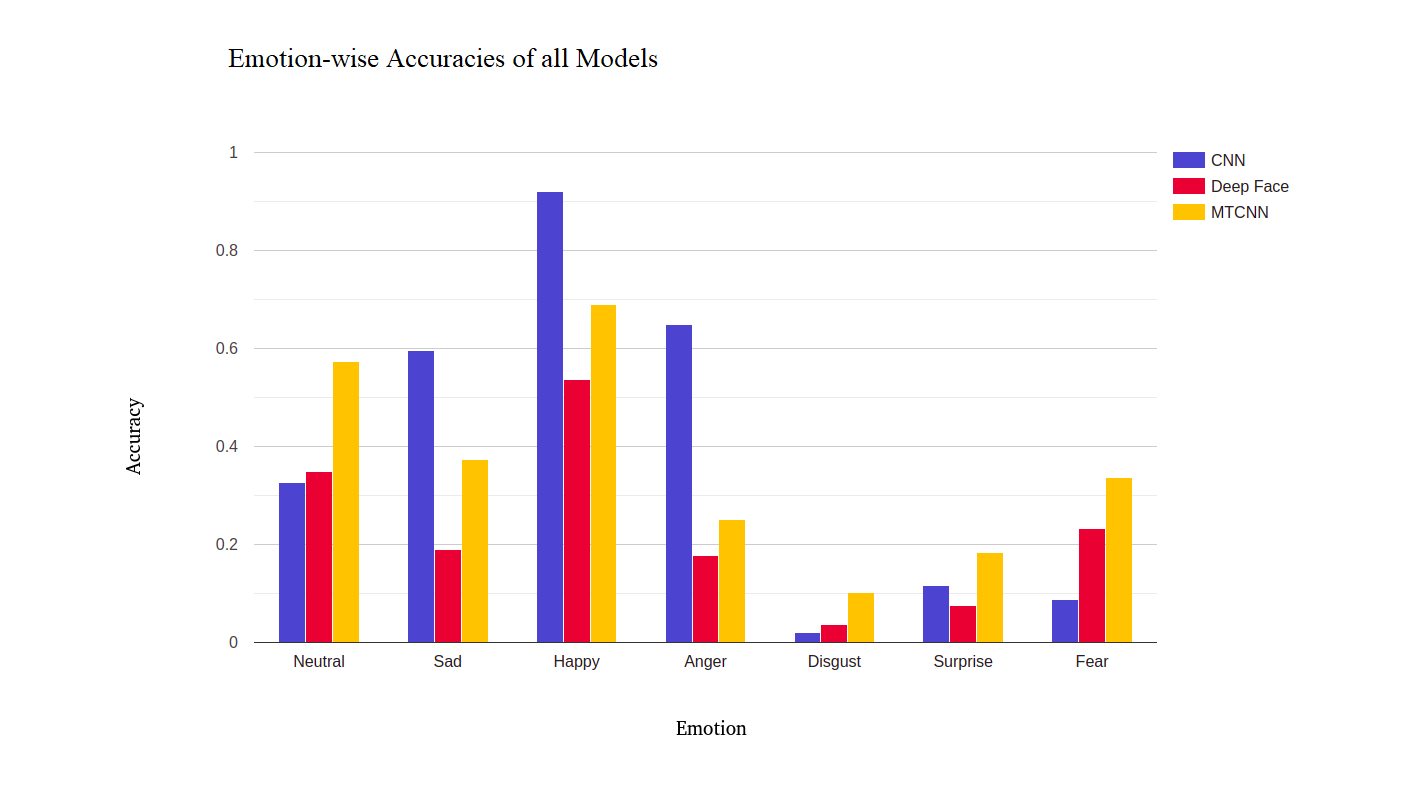 Emotion-wise Accuracies of all Models
1
0.8
0.6
0.4
0.2
0
Accuracy
Neutral
Sad
Happy
Anger
Disgust
Surprise
Fear
Emotion
CNN
Deep Face
MTCNN